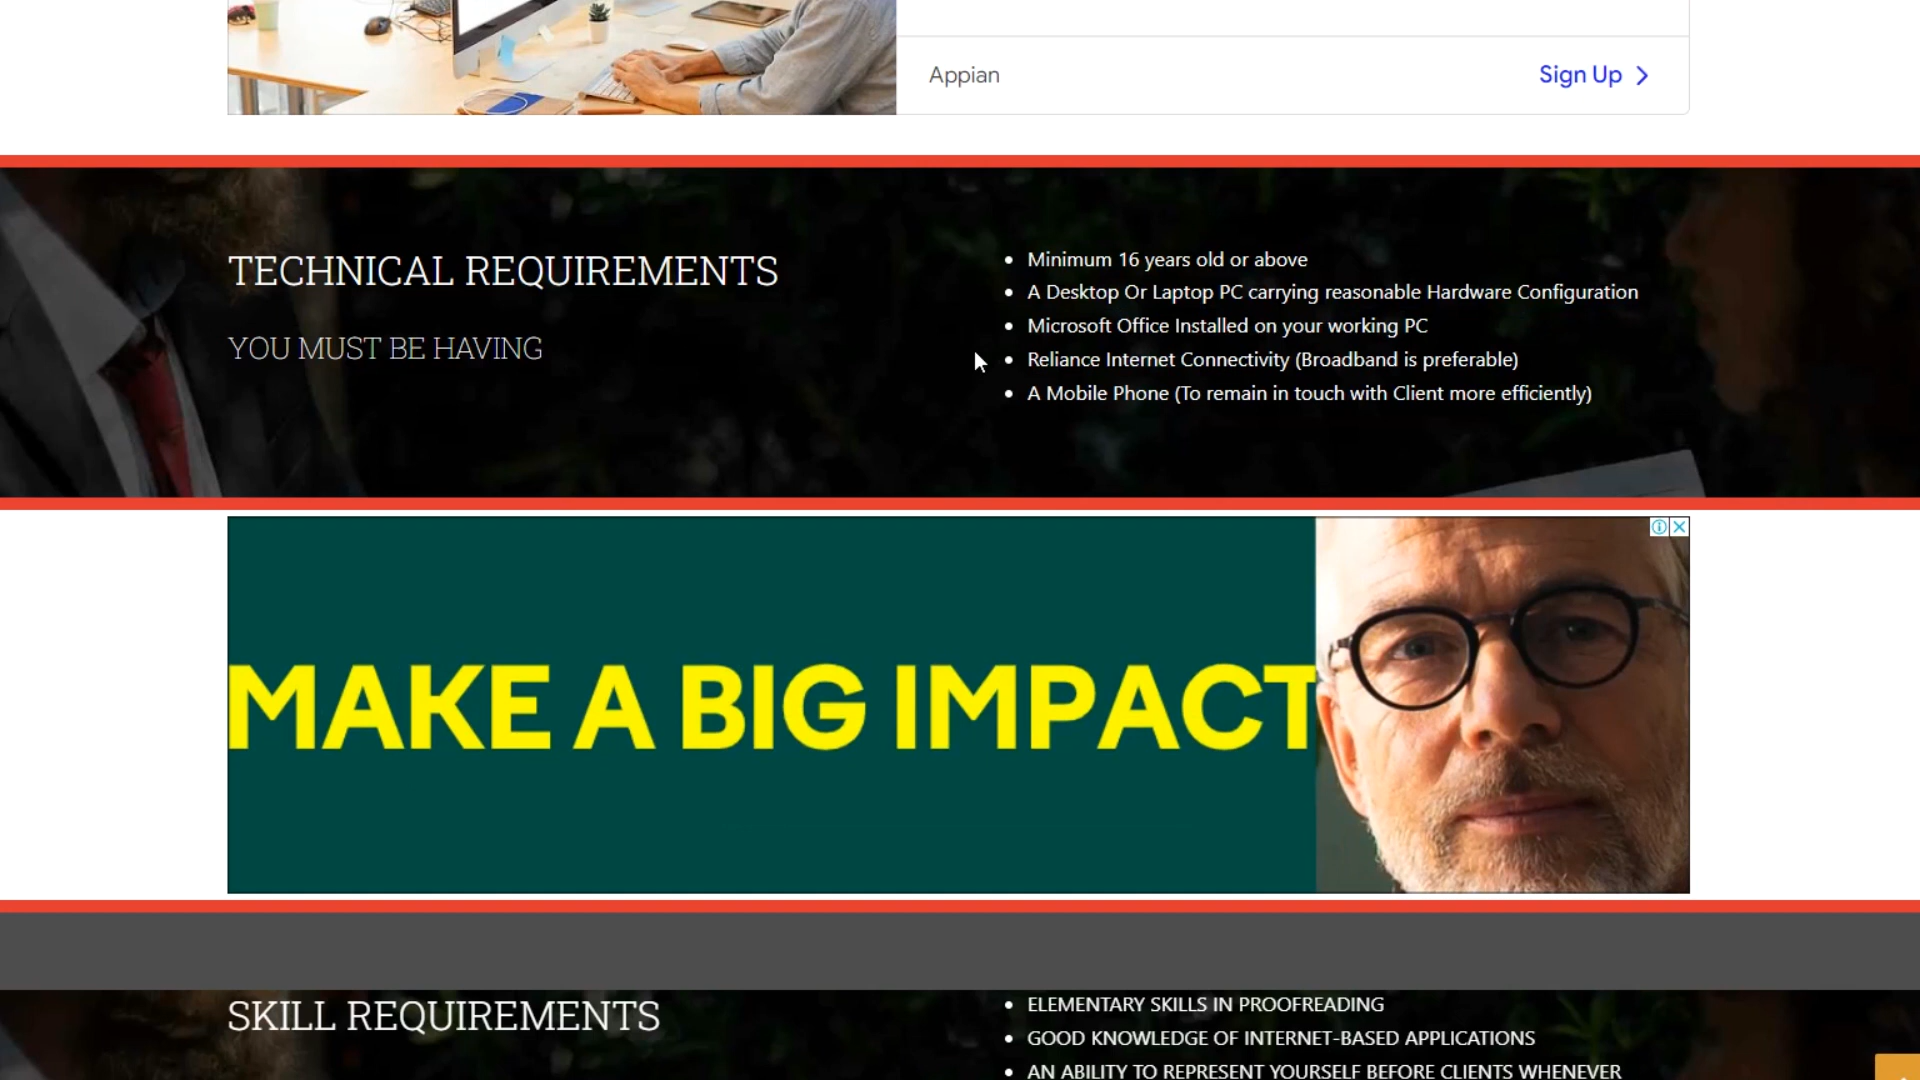 Appian
Sign Up
TECHNICAL REQUIREMENTS
YOU MUST BE HAVING
Minimum 16 years old or above
A Desktop Or Laptop PC carrying reasonable Hardware Configuration
Microsoft Office Installed on your working PC
Reliance Internet Connectivity (Broadband is preferable)
A Mobile Phone (To remain in touch with Client more efficiently)
MAKE A BIG IMPACT
SKILL REQUIREMENTS
ELEMENTARY SKILLS IN PROOFREADING
GOOD KNOWLEDGE OF INTERNET-BASED APPLICATIONS
AN ABILITY TO REPRESENT YOURSELF BEFORE CLIENTS WHENEVER